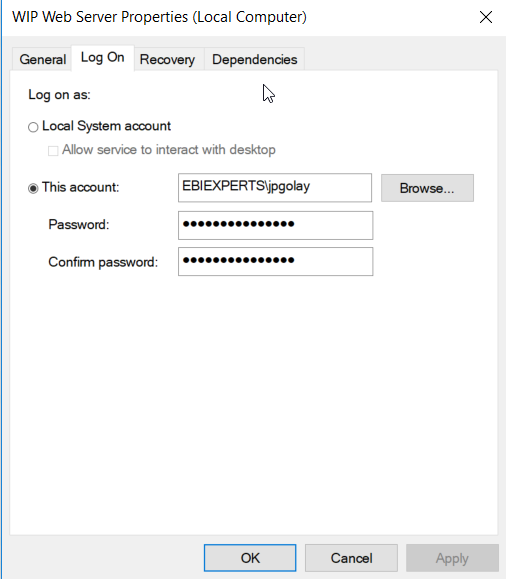 WIP Web Server Properties (Local Computer)
General Log On Recovery Dependencies
Log on as:
Local System account
Allow service to interact with desktop
This account: EBIEXPERTS\jpgolay Browse...
Password: ●●●●●●●●●●●●●●●
Confirm password: ●●●●●●●●●●●●●●●
OK Cancel Apply